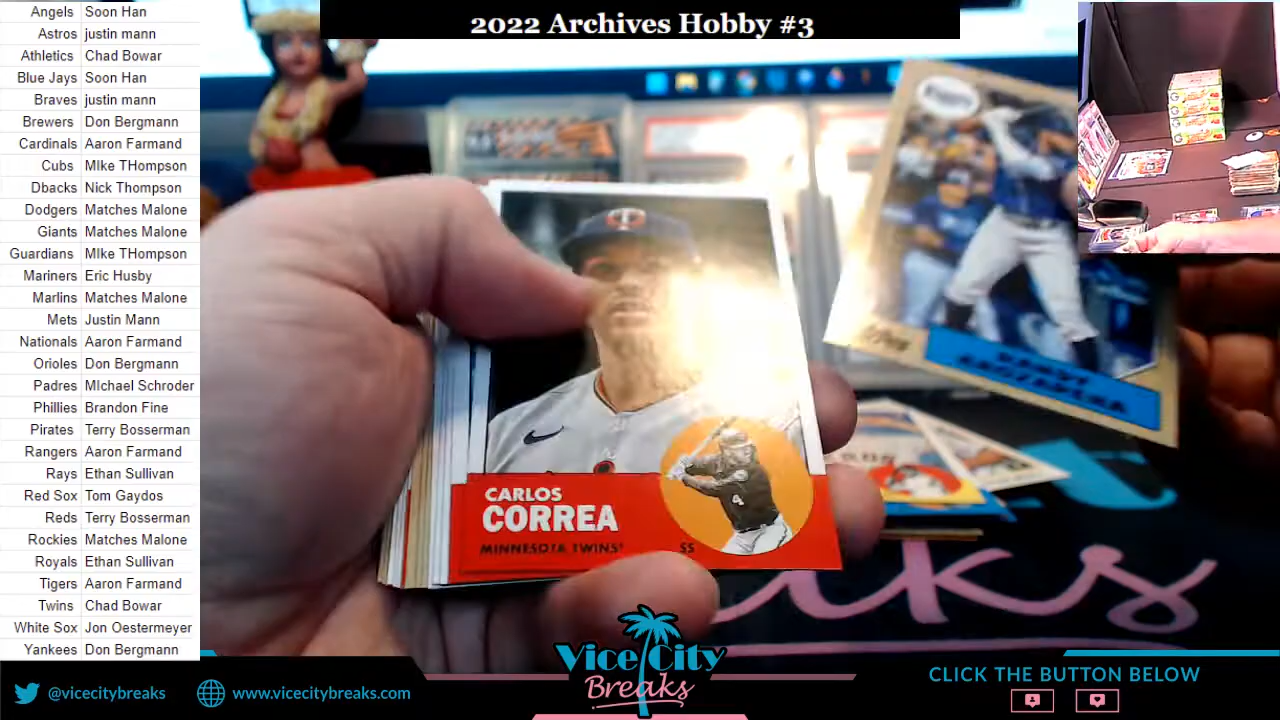 2022 Archives Hobby #3
Angels Soon Han
Astros justin mann
Athletics Chad Bowar
Blue Jays Soon Han
Braves justin mann
Brewers Don Bergmann
Cardinals Aaron Farmand
Cubs MIke THompson
Dbacks Nick Thompson
Dodgers Matches Malone
Giants Matches Malone
Guardians MIke THompson
Mariners Eric Husby
Marlins Matches Malone
Mets Justin Mann
Nationals Aaron Farmand
Orioles Don Bergmann
Padres MIchael Schroder
Phillies Brandon Fine
Pirates Terry Bosserman
Rangers Aaron Farmand
Rays Ethan Sullivan
Red Sox Tom Gaydos
Reds Terry Bosserman
Rockies Matches Malone
Royals Ethan Sullivan
Tigers Aaron Farmand
Twins Chad Bowar
White Sox Jon Oestermeyer
Yankees Don Bergmann
CARLOS
CORREA
MINNESOTA TWINS SS
4
Vice City
Breaks
@vicecitybreaks
www.vicecitybreaks.com
CLICK THE BUTTON BELOW